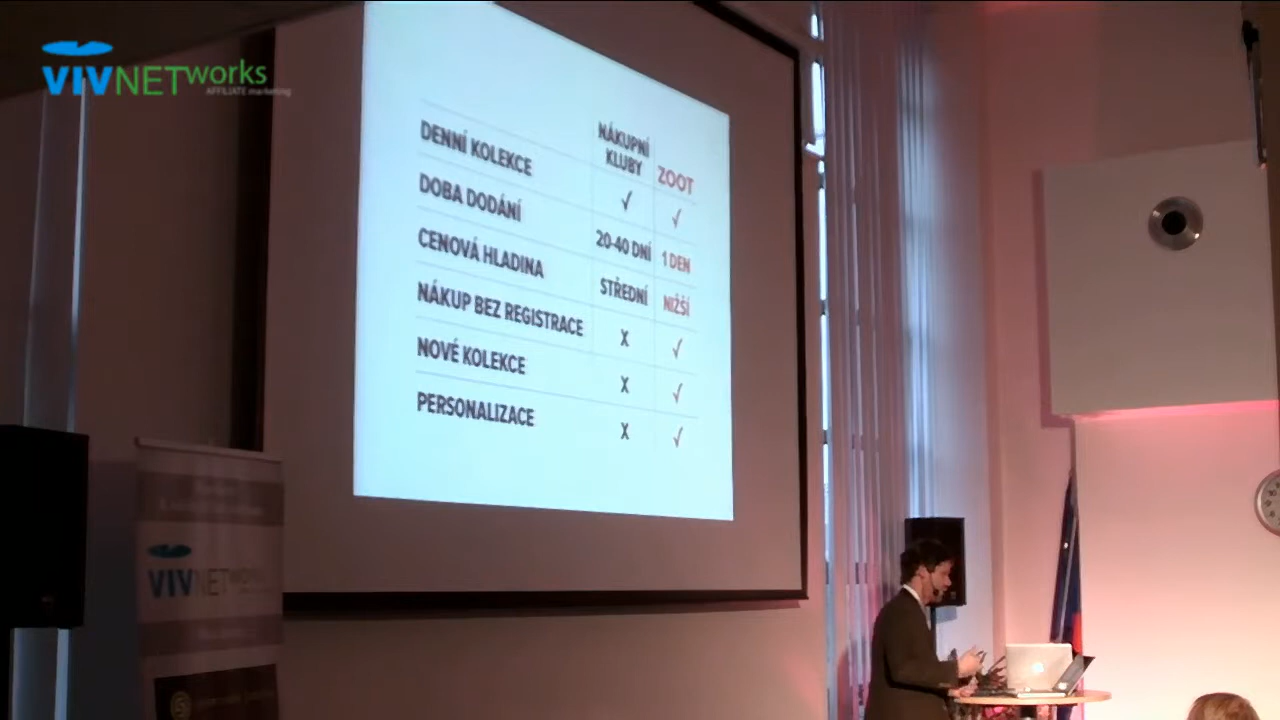 VIVNETworks
AFFILIATE marketing
NÁKUPNÍ
KLUBY
ZOOT
DENNÍ KOLEKCE √ √
DOBA DODÁNÍ 20-40 DNÍ 1 DEN
CENOVÁ HLADINA STŘEDNÍ NIŽŠÍ
NÁKUP BEZ REGISTRACE X √
NOVÉ KOLEKCE X √
PERSONALIZACE X √
VIVNETworks